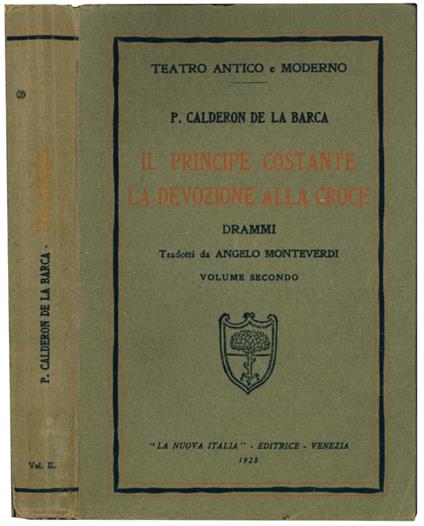 P. CALDERON DE LA BARCA - DRAMMI
Vol. II.
TEATRO ANTICO e MODERNO
P. CALDERON DE LA BARCA
IL PRINCIPE COSTANTE
LA DEVOZIONE ALLA CROCE
DRAMMI
Tradotti da ANGELO MONTEVERDI
VOLUME SECONDO
"LA NUOVA ITALIA" - EDITRICE - VENEZIA
1928